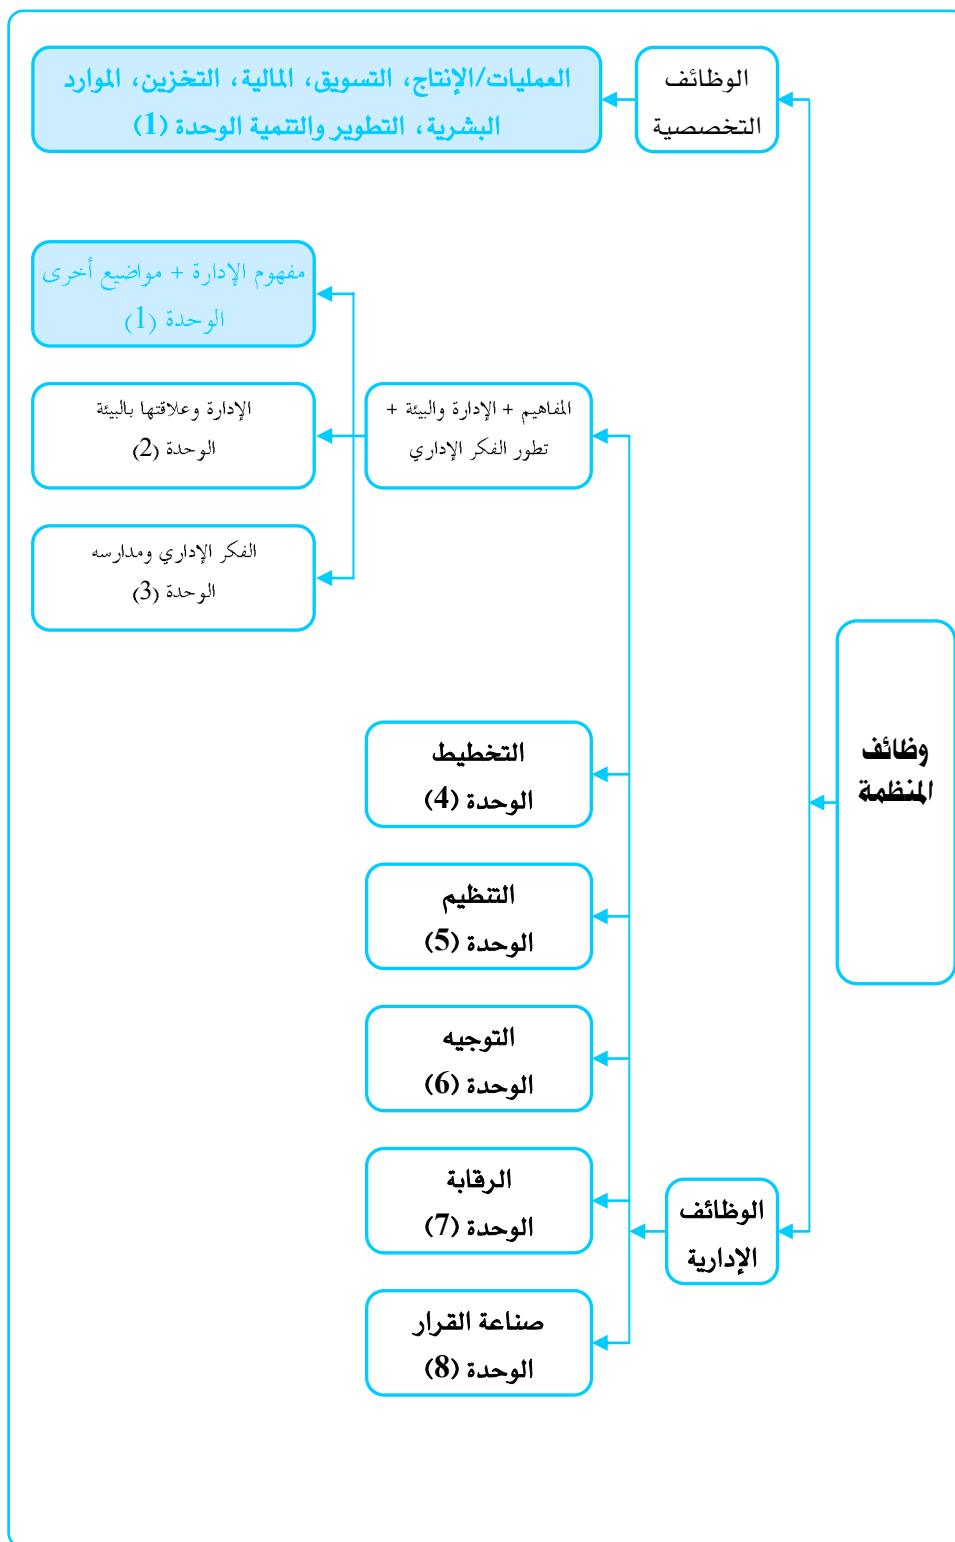 الوظائف
التخصصية
العمليات/الإنتاج، التسويق، المالية، التخزين، الموارد
البشرية، التطوير والتنمية الوحدة (1)
مفهوم الإدارة + مواضيع أخرى
الوحدة (1)
المفاهيم + الإدارة والبيئة +
تطور الفكر الإداري
الإدارة وعلاقتها بالبيئة
الوحدة (2)
الفكر الإداري ومدارسه
الوحدة (3)
وظائف
المنظمة
التخطيط
الوحدة (4)
التنظيم
الوحدة (5)
التوجيه
الوحدة (6)
الرقابة
الوحدة (7)
الوظائف
الإدارية
صناعة القرار
الوحدة (8)